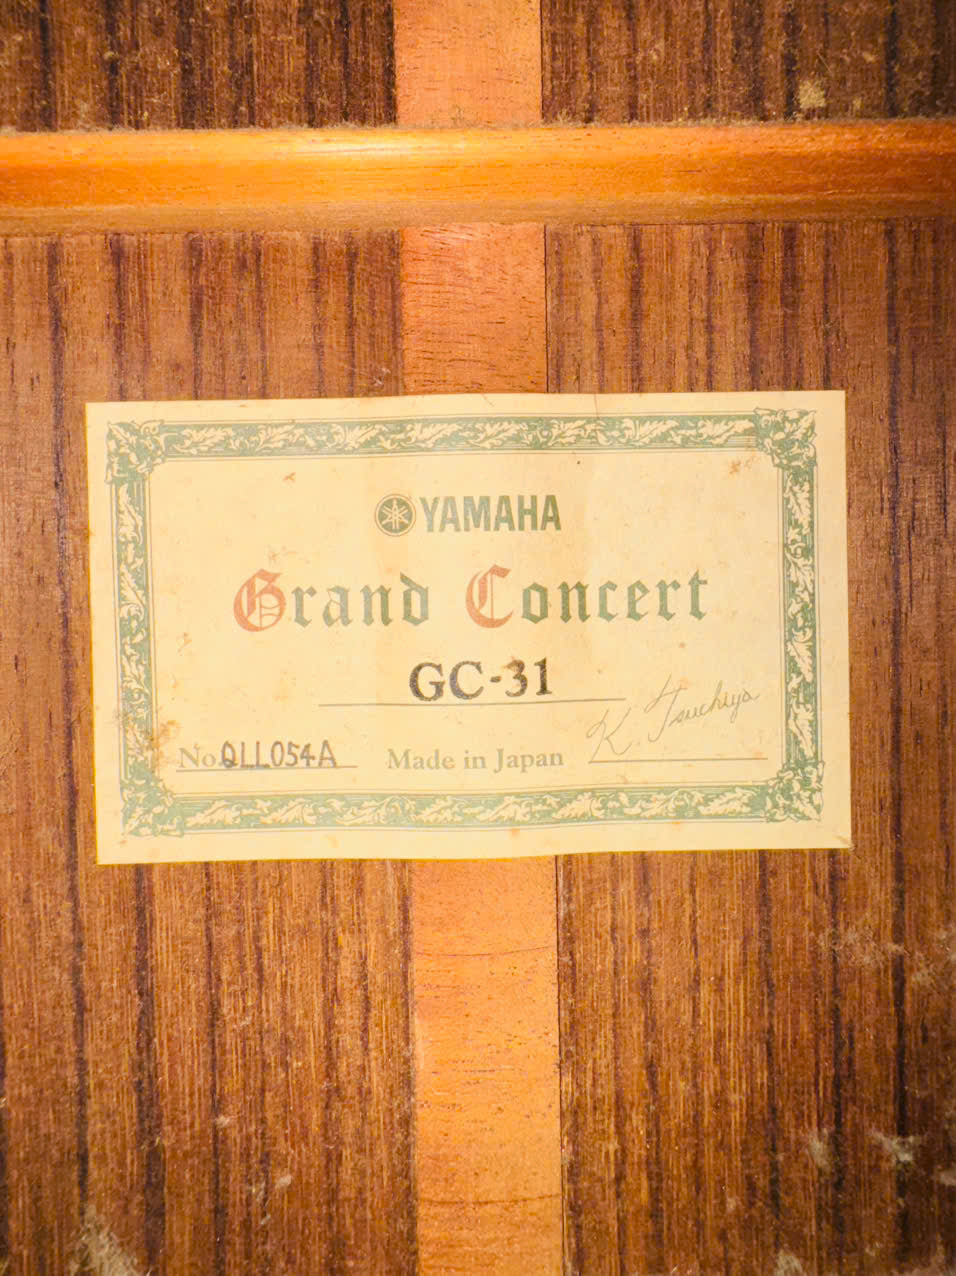 YAMAHA
Grand Concert
GC-31
K. Tsuchiya
No. QLL054A
Made in Japan